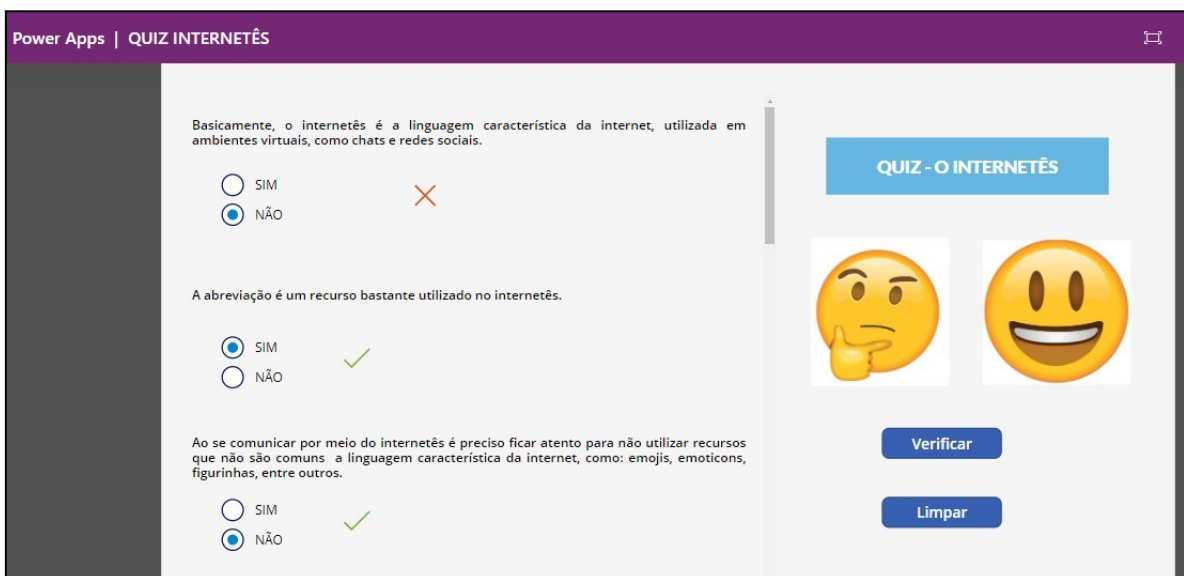 Power Apps | QUIZ INTERNETÊS
Basicamente, o internetês é a linguagem característica da internet, utilizada em
ambientes virtuais, como chats e redes sociais.
SIM
NÃO
A abreviação é um recurso bastante utilizado no internetês.
SIM
NÃO
Ao se comunicar por meio do internetês é preciso ficar atento para não utilizar recursos
que não são comuns a linguagem característica da internet, como: emojis, emoticons,
figurinhas, entre outros.
SIM
NÃO
QUIZ - O INTERNETÊS
Verificar
Limpar